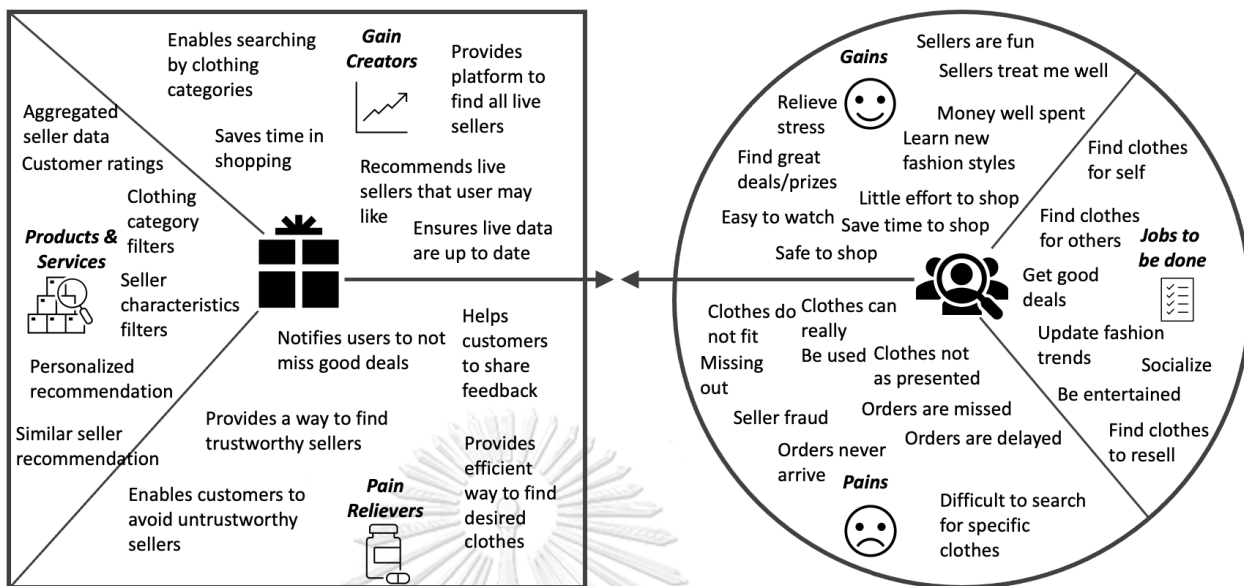 Gain
Creators
Enables searching
by clothing
categories
Provides
platform to
find all live
sellers
Saves time in
shopping
Recommends live
sellers that user may
like
Ensures live data
are up to date
Aggregated
seller data
Customer ratings
Clothing
category
filters
Products &
Services
Seller
characteristics
filters
Personalized
recommendation
Similar seller
recommendation
Notifies users to not
miss good deals
Helps
customers
to share
feedback
Provides a way to find
trustworthy sellers
Enables customers to
avoid untrustworthy
sellers
Pain
Relievers
Provides
efficient
way to find
desired
clothes
Gains
Sellers are fun
Sellers treat me well
Relieve
stress
Money well spent
Learn new
fashion styles
Find great
deals/prizes
Little effort to shop
Easy to watch
Save time to shop
Safe to shop
Find clothes
for self
Find clothes
for others
Jobs to
be done
Get good
deals
Update fashion
trends
Socialize
Be entertained
Find clothes
to resell
Clothes do
not fit
Clothes can
really
Be used
Missing
out
Clothes not
as presented
Seller fraud
Orders are missed
Orders are delayed
Orders never
arrive
Pains
Difficult to search
for specific
clothes